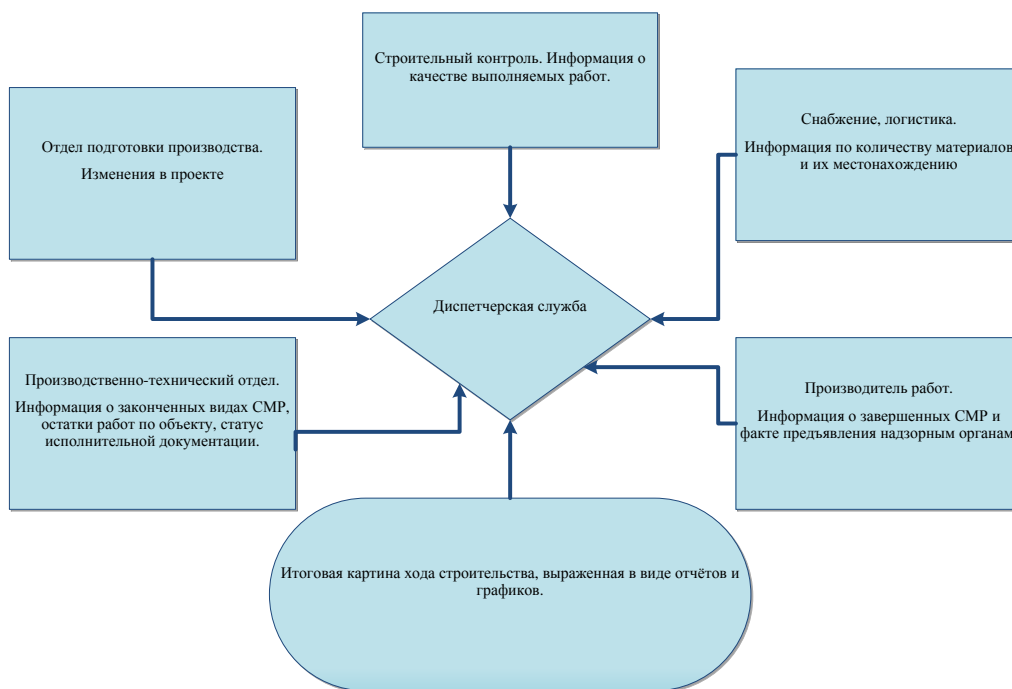 Строительный контроль. Информация о
качестве выполняемых работ.
Отдел подготовки производства.
Изменения в проекте
Снабжение, логистика.
Информация по количеству материалов
и их местонахождению
Диспетчерская служба
Производственно-технический отдел.
Информация о законченных видах СМР,
остатки работ по объекту, статус
исполнительной документации.
Производитель работ.
Информация о завершенных СМР и
факте предъявления надзорным органам
Итоговая картина хода строительства, выраженная в виде отчётов и
графиков.